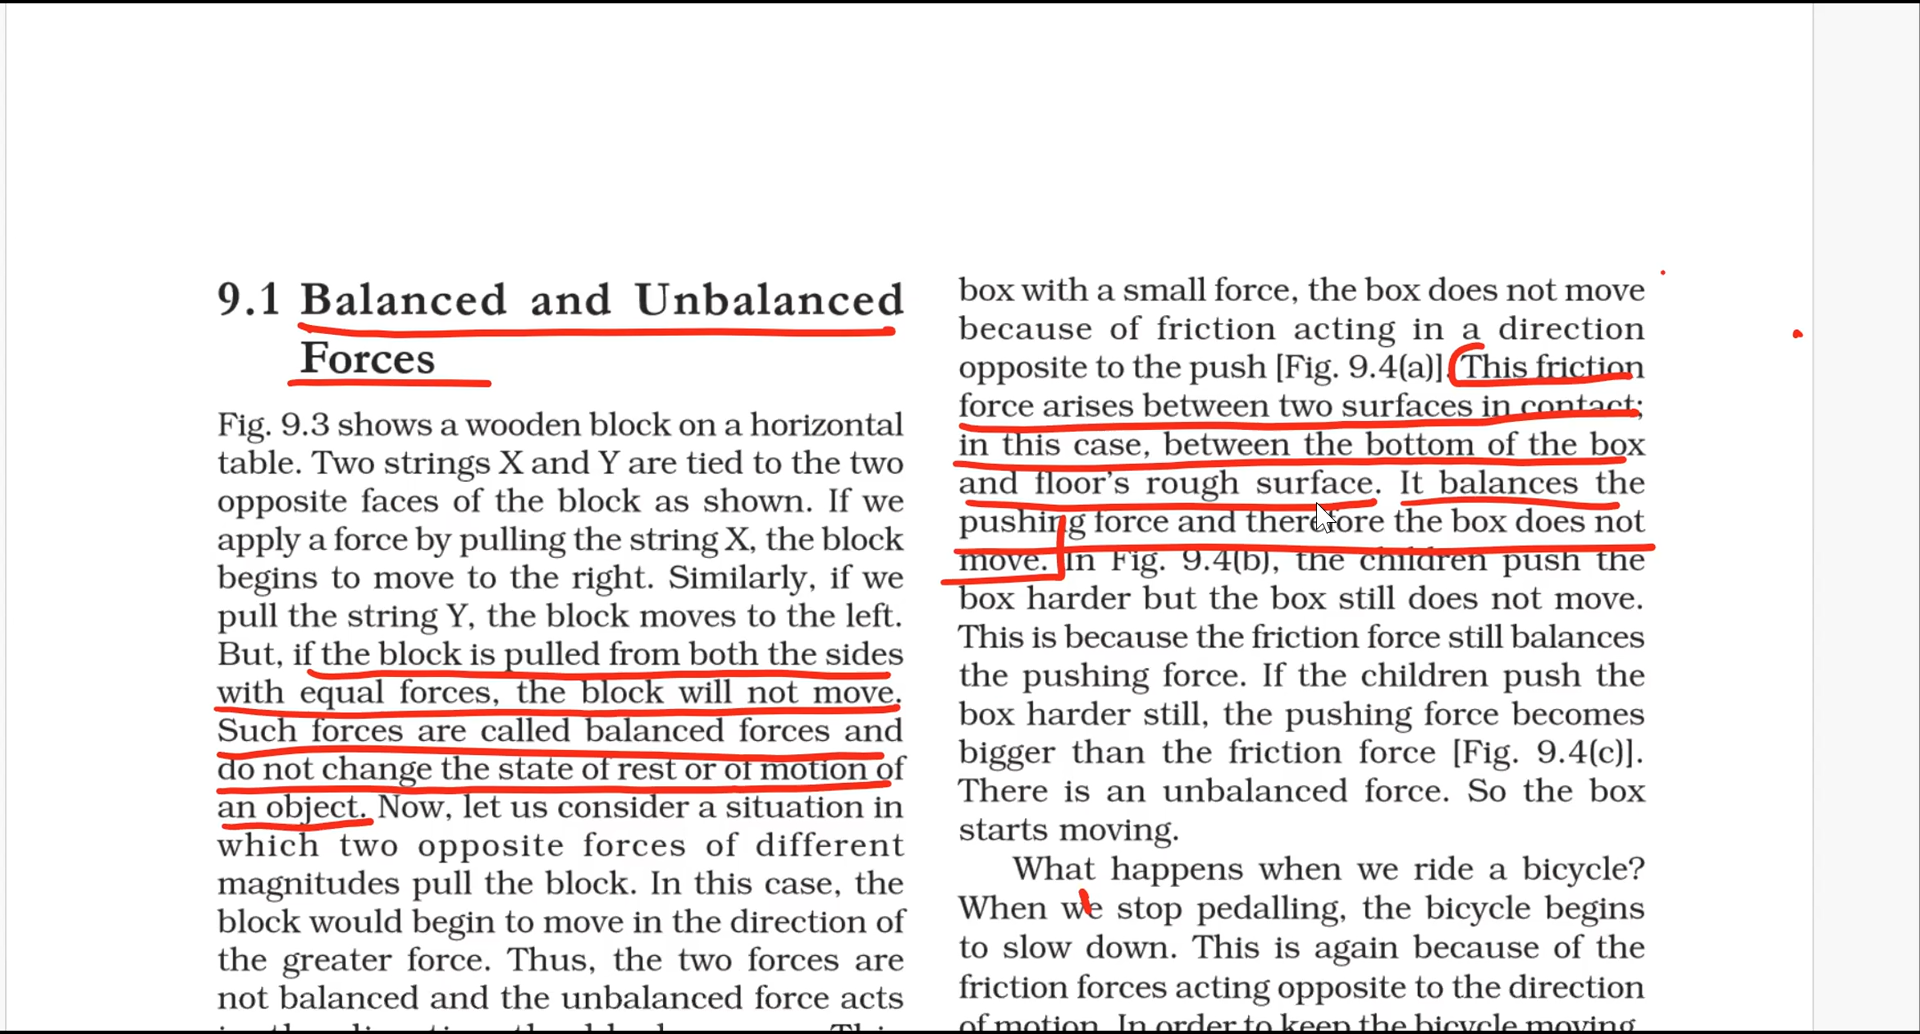 9.1 Balanced and Unbalanced
Forces
Fig. 9.3 shows a wooden block on a horizontal
table. Two strings X and Y are tied to the two
opposite faces of the block as shown. If we
apply a force by pulling the string X, the block
begins to move to the right. Similarly, if we
pull the string Y, the block moves to the left.
But, if the block is pulled from both the sides
with equal forces, the block will not move.
Such forces are called balanced forces and
do not change the state of rest or of motion of
an object. Now, let us consider a situation in
which two opposite forces of different
magnitudes pull the block. In this case, the
block would begin to move in the direction of
the greater force. Thus, the two forces are
not balanced and the unbalanced force acts
box with a small force, the box does not move
because of friction acting in a direction
opposite to the push [Fig. 9.4(a)]. This friction
force arises between two surfaces in contact;
in this case, between the bottom of the box
and floor's rough surface. It balances the
pushing force and therefore the box does not
move. In Fig. 9.4(b), the children push the
box harder but the box still does not move.
This is because the friction force still balances
the pushing force. If the children push the
box harder still, the pushing force becomes
bigger than the friction force [Fig. 9.4(c)].
There is an unbalanced force. So the box
starts moving.
What happens when we ride a bicycle?
When we stop pedalling, the bicycle begins
to slow down. This is again because of the
friction forces acting opposite to the direction
of motion. In order to keep the bicycle moving,